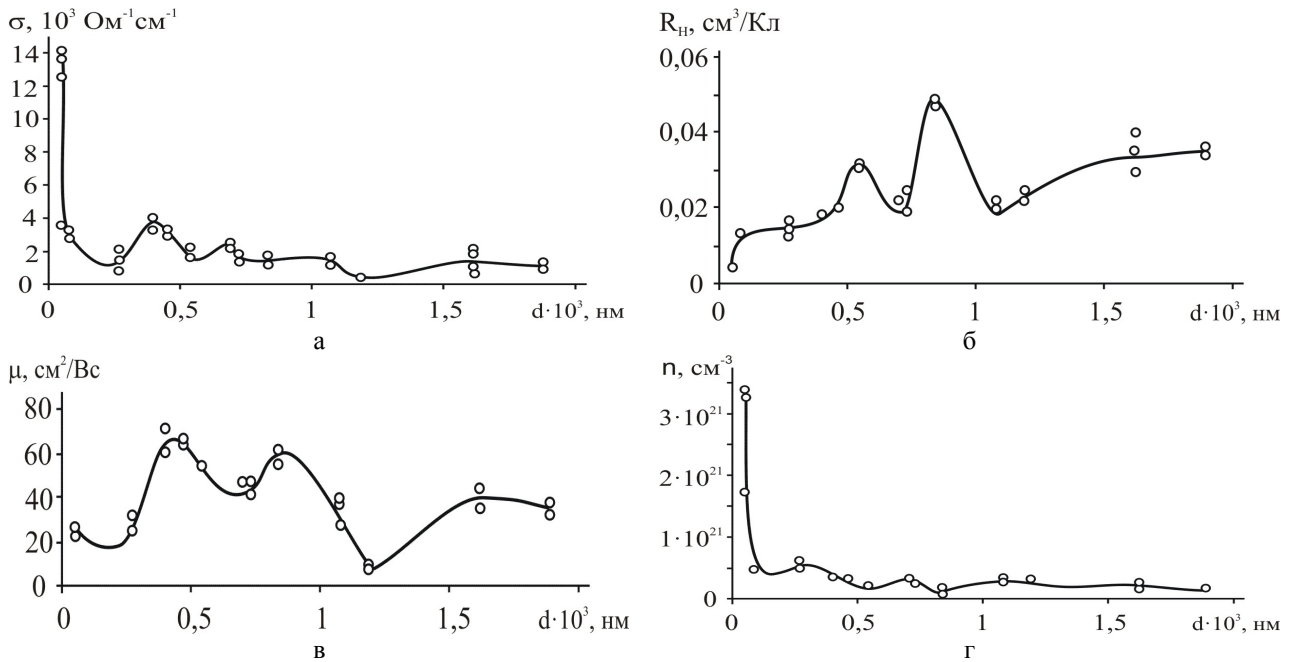 σ, 10³ Ом⁻¹см⁻¹
14
12
10
8
6
4
2
0
0 0,5 1 1,5 d·10³, нм
а
R_H, см³/Кл
0,06
0,04
0,02
0
0 0,5 1 1,5 d·10³, нм
б
μ, см²/Вс
80
60
40
20
0
0 0,5 1 1,5 d·10³, нм
в
n, см⁻³
3·10²¹
2·10²¹
1·10²¹
0
0 0,5 1 1,5 d·10³, нм
г